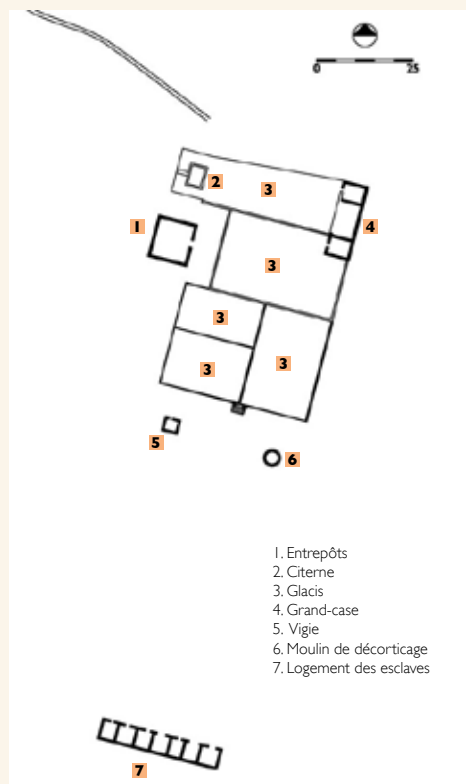 0 25
2
3
1
4
3
3
3
3
5
6
1. Entrepôts
2. Citerne
3. Glacis
4. Grand-case
5. Vigie
6. Moulin de décorticage
7. Logement des esclaves
7